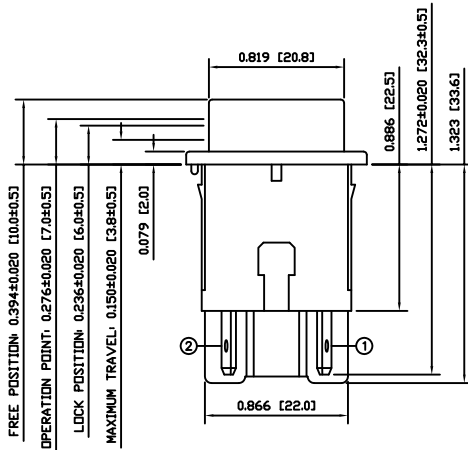 0.819 [20.8]
0.886 [22.5]
1.272±0.020 [32.3±0.5]
1.323 [33.6]
FREE POSITION: 0.394±0.020 [10.0±0.5]
OPERATION POINT: 0.276±0.020 [7.0±0.5]
LOCK POSITION: 0.236±0.020 [6.0±0.5]
MAXIMUM TRAVEL: 0.150±0.020 [3.8±0.5]
0.079 [2.0]
2
1
0.866 [22.0]